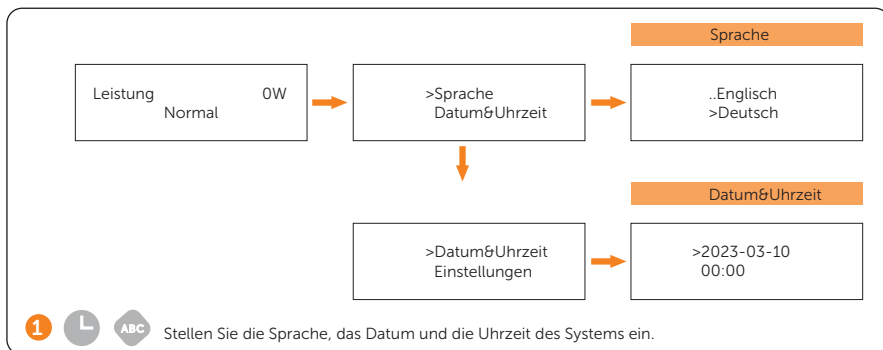 Sprache
Leistung 0W
Normal
>Sprache
Datum&Uhrzeit
..Englisch
>Deutsch
Datum&Uhrzeit
>Datum&Uhrzeit
Einstellungen
>2023-03-10
00:00
1 ABC Stellen Sie die Sprache, das Datum und die Uhrzeit des Systems ein.